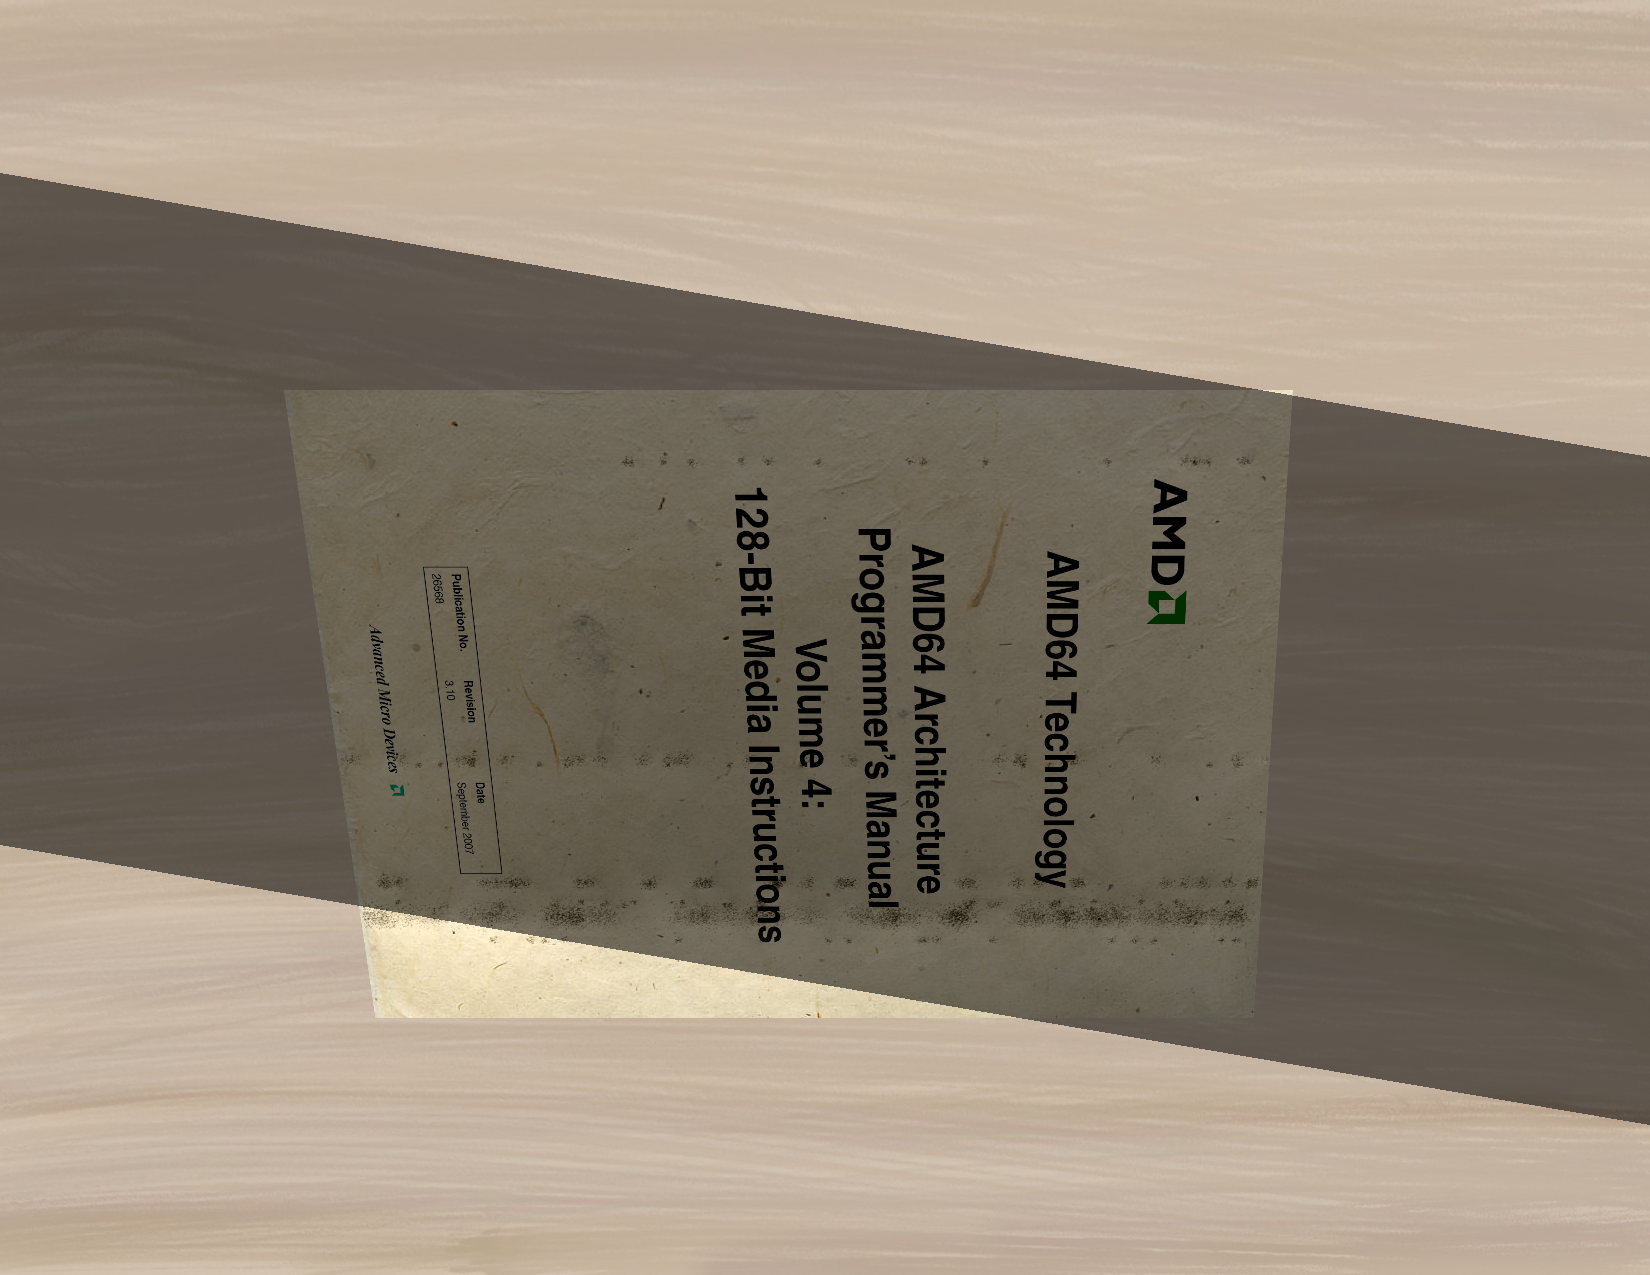 AMD
AMD64 Technology
AMD64 Architecture
Programmer's Manual
Volume 4:
128-Bit Media Instructions
Publication No. Revision Date
26568 3.10 September 2007
Advanced Micro Devices